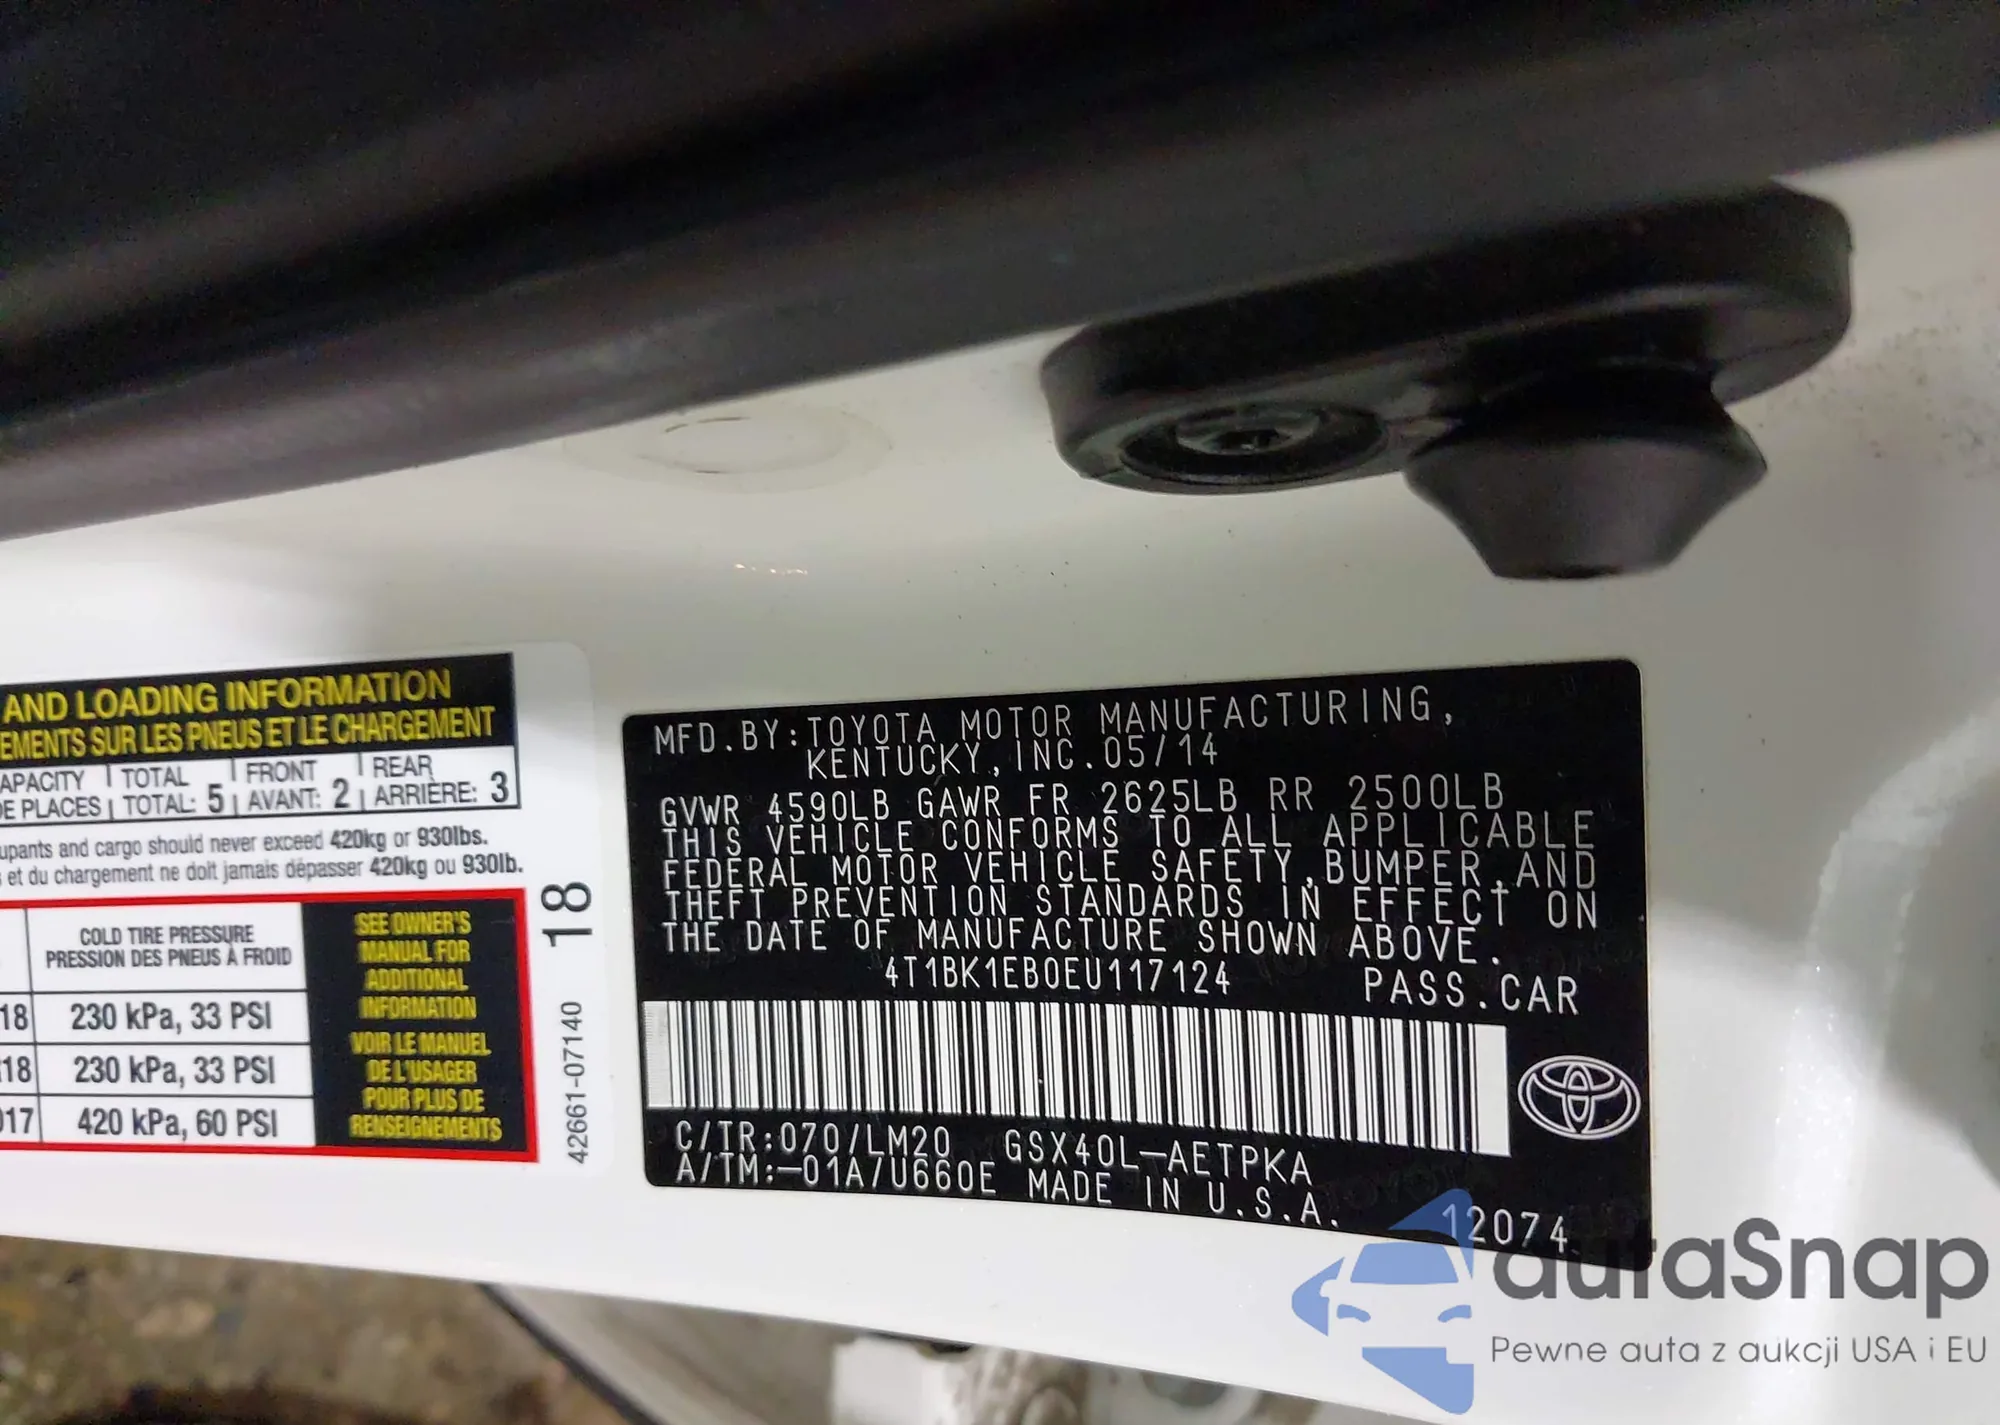 AND LOADING INFORMATION
EMENTS SUR LES PNEUS ET LE CHARGEMENT
APACITY | TOTAL | FRONT | REAR
DE PLACES | TOTAL: 5 | AVANT: 2 | ARRIÈRE: 3
upants and cargo should never exceed 420kg or 930lbs.
s et du chargement ne doit jamais dépasser 420kg ou 930lb.
COLD TIRE PRESSURE
PRESSION DES PNEUS À FROID
18 230 kPa, 33 PSI
18 230 kPa, 33 PSI
017 420 kPa, 60 PSI
SEE OWNER'S
MANUAL FOR
ADDITIONAL
INFORMATION
VOIR LE MANUEL
DE L'USAGER
POUR PLUS DE
RENSEIGNEMENTS
42661-07140 18
MFD.BY:TOYOTA MOTOR MANUFACTURING,
KENTUCKY,INC.05/14
GVWR 4590LB GAWR FR 2625LB RR 2500LB
THIS VEHICLE CONFORMS TO ALL APPLICABLE
FEDERAL MOTOR VEHICLE SAFETY,BUMPER,AND
THEFT PREVENTION STANDARDS IN EFFECT ON
THE DATE OF MANUFACTURE SHOWN ABOVE.
4T1BK1EB0EU117124 PASS.CAR
C/TR:070/LM20 GSX40L-AETPKA
A/TM:-01A/U660E MADE IN U.S.A.
12074
autaSnap
Pewne auta z aukcji USA i EU